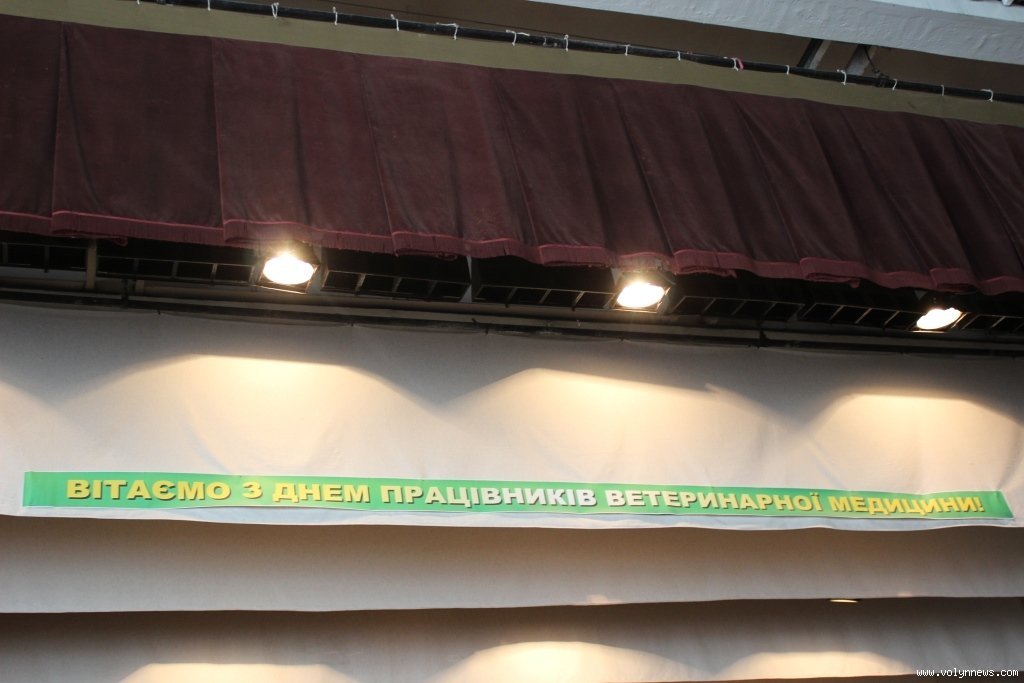 ВІТАЄМО З ДНЕМ ПРАЦІВНИКІВ ВЕТЕРИНАРНОЇ МЕДИЦИНИ!
www.volynnews.com